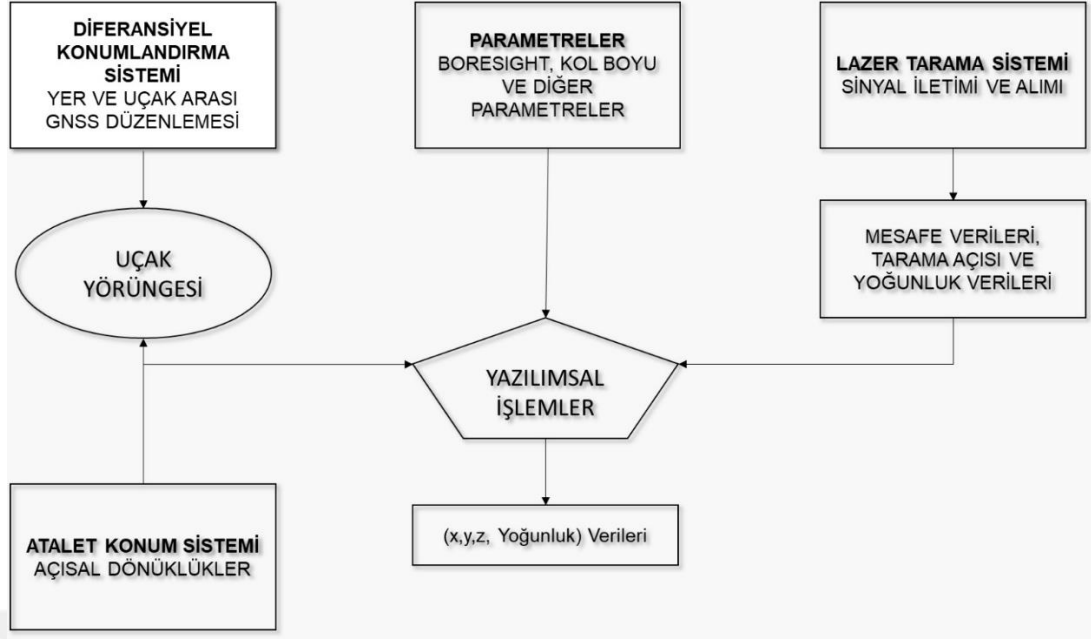 DİFERANSİYEL
KONUMLANDIRMA
SİSTEMİ
YER VE UÇAK ARASI
GNSS DÜZENLEMESİ
PARAMETRELER
BORESIGHT, KOL BOYU
VE DİĞER
PARAMETRELER
LAZER TARAMA SİSTEMİ
SİNYAL İLETİMİ VE ALIMI
UÇAK
YÖRÜNGESİ
MESAFE VERİLERİ,
TARAMA AÇISI VE
YOĞUNLUK VERİLERİ
YAZILIMSAL
İŞLEMLER
ATALET KONUM SİSTEMİ
AÇISAL DÖNÜKLÜKLER
(x,y,z, Yoğunluk) Verileri